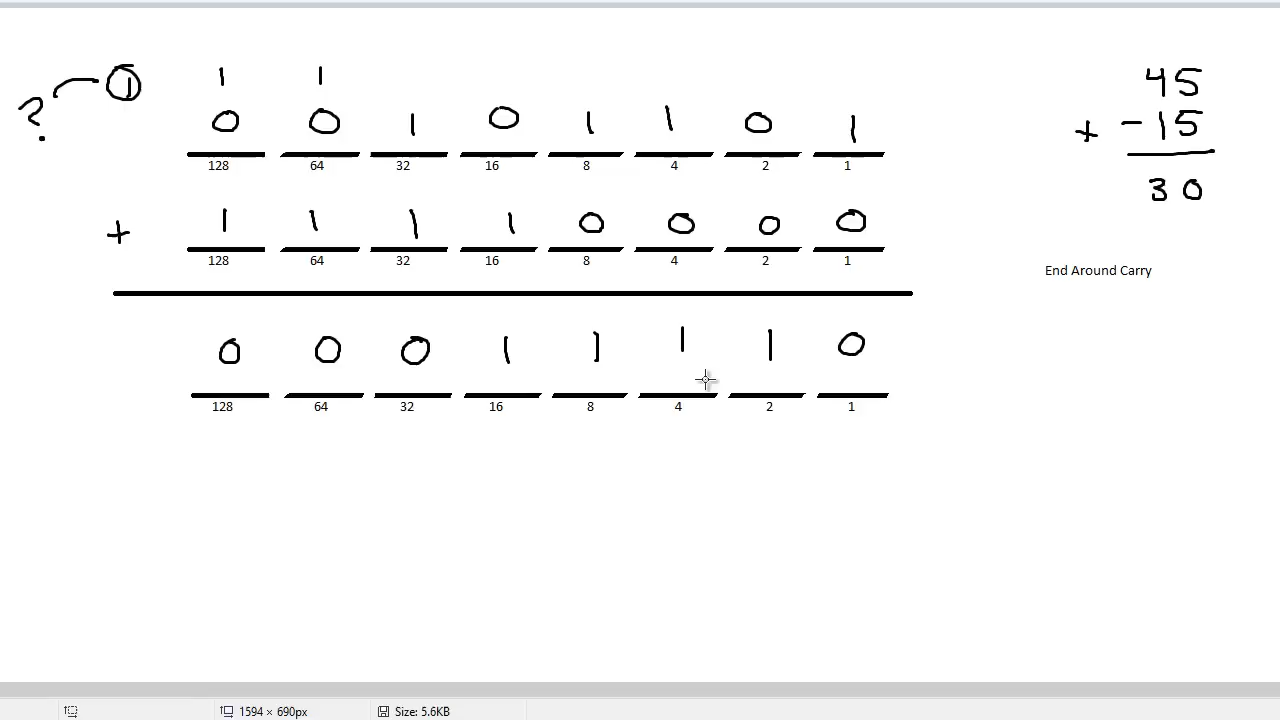 ? 1 1 1 45
0 0 1 0 1 1 0 1 + -15
128 64 32 16 8 4 2 1
30
+ 1 1 1 1 0 0 0 0
128 64 32 16 8 4 2 1
End Around Carry
0 0 0 1 1 1 1 0
128 64 32 16 8 4 2 1
1594 × 690px Size: 5.6KB